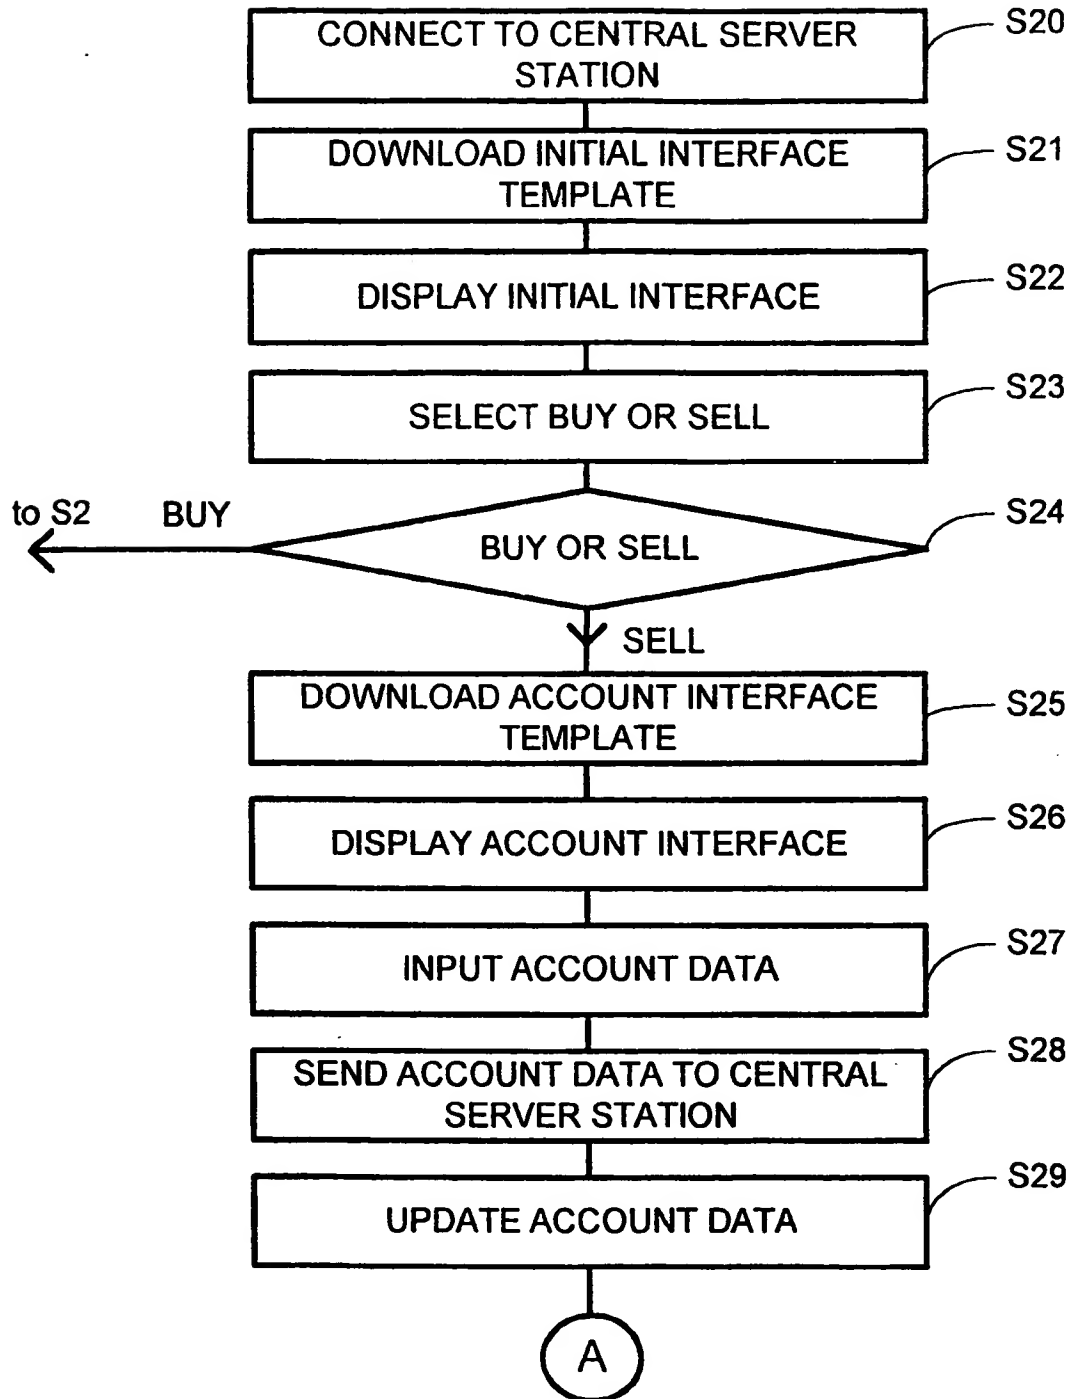 CONNECT TO CENTRAL SERVER
STATION
S20
DOWNLOAD INITIAL INTERFACE
TEMPLATE
S21
DISPLAY INITIAL INTERFACE
S22
SELECT BUY OR SELL
S23
to S2
BUY
BUY OR SELL
S24
SELL
DOWNLOAD ACCOUNT INTERFACE
TEMPLATE
S25
DISPLAY ACCOUNT INTERFACE
S26
INPUT ACCOUNT DATA
S27
SEND ACCOUNT DATA TO CENTRAL
SERVER STATION
S28
UPDATE ACCOUNT DATA
S29
A